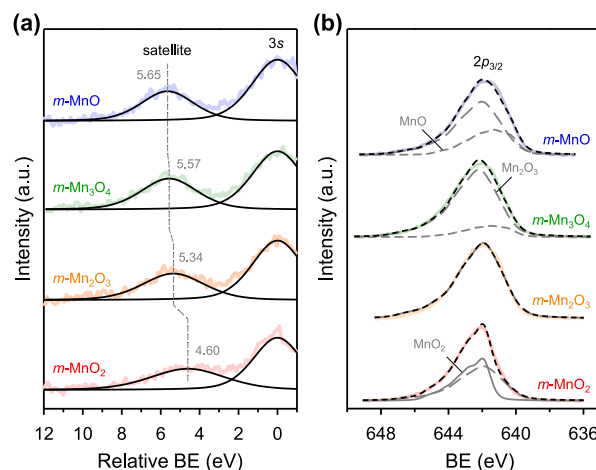 (a)
satellite
3s
5.65
m-MnO
5.57
m-Mn₃O₄
5.34
m-Mn₂O₃
4.60
m-MnO₂
Intensity (a.u.)
12 10 8 6 4 2 0
Relative BE (eV)
(b)
2p₃/₂
MnO
m-MnO
Mn₂O₃
m-Mn₃O₄
m-Mn₂O₃
MnO₂
m-MnO₂
Intensity (a.u.)
648 644 640 636
BE (eV)